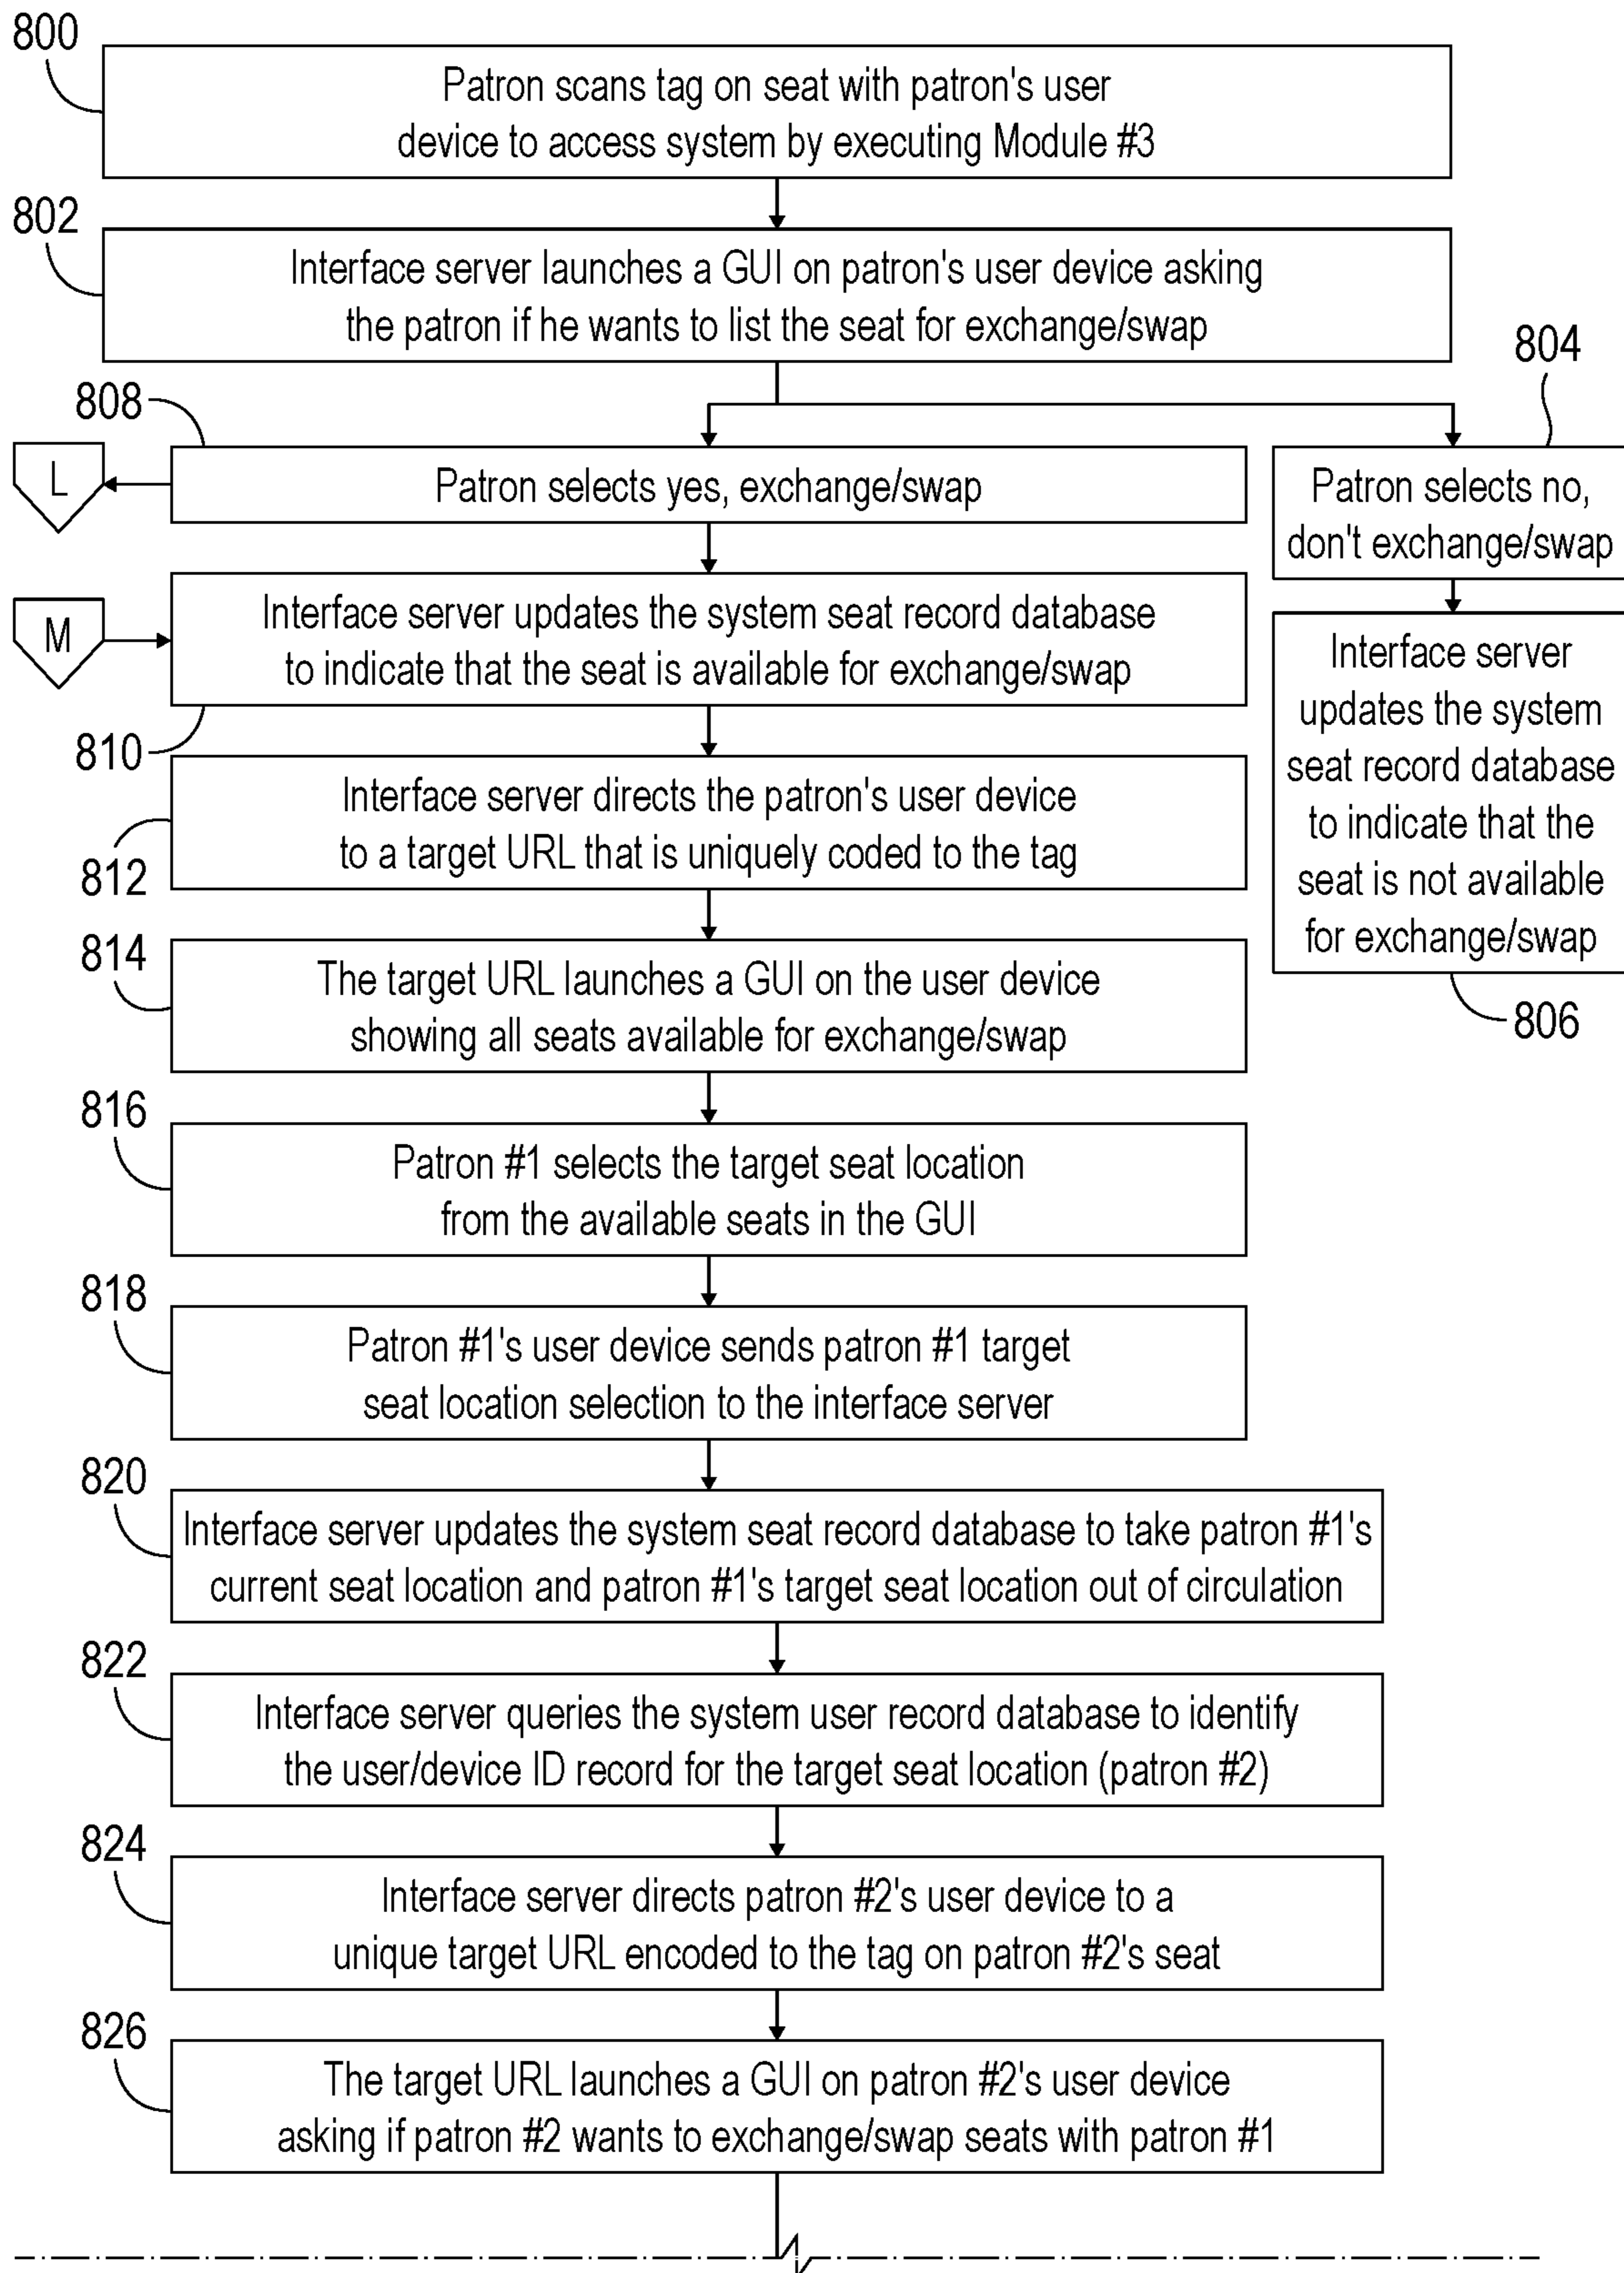 800
Patron scans tag on seat with patron's user
device to access system by executing Module #3
802
Interface server launches a GUI on patron's user device asking
the patron if he wants to list the seat for exchange/swap
804
808
L
Patron selects yes, exchange/swap
Patron selects no,
don't exchange/swap
M
Interface server updates the system seat record database
to indicate that the seat is available for exchange/swap
810
Interface server
updates the system
seat record database
to indicate that the
seat is not available
for exchange/swap
806
Interface server directs the patron's user device
to a target URL that is uniquely coded to the tag
812
814
The target URL launches a GUI on the user device
showing all seats available for exchange/swap
816
Patron #1 selects the target seat location
from the available seats in the GUI
818
Patron #1's user device sends patron #1 target
seat location selection to the interface server
820
Interface server updates the system seat record database to take patron #1's
current seat location and patron #1's target seat location out of circulation
822
Interface server queries the system user record database to identify
the user/device ID record for the target seat location (patron #2)
824
Interface server directs patron #2's user device to a
unique target URL encoded to the tag on patron #2's seat
826
The target URL launches a GUI on patron #2's user device
asking if patron #2 wants to exchange/swap seats with patron #1